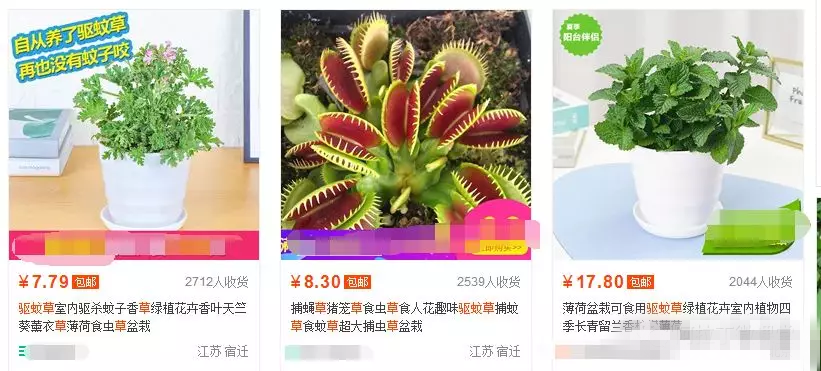 自从养了驱蚊草
再也没有蚊子咬
¥7.79 包邮 2712人收货
驱蚊草室内驱杀蚊子香草绿植花卉香叶天竺
葵薰衣草薄荷食虫草盆栽
江苏 宿迁
即购买>>
¥8.30 包邮 2539人收货
捕蝇草猪笼草食虫草食人花趣味驱蚊草捕蚊
草食蚊草超大捕虫草盆栽
江苏 宿迁
夏季
阳台伴侣
¥17.80 包邮 2044人收货
薄荷盆栽可食用驱蚊草绿植花卉室内植物四
季长青留兰香